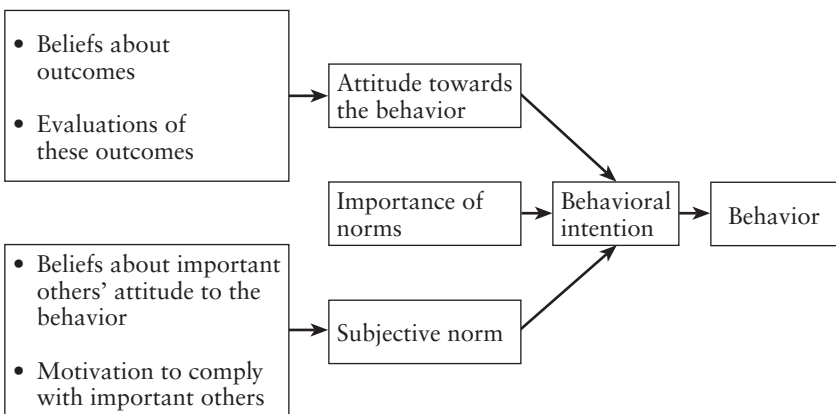 • Beliefs about
outcomes
• Evaluations of
these outcomes
Attitude towards
the behavior
Importance of
norms
Behavioral
intention
Behavior
• Beliefs about important
others’ attitude to the
behavior
• Motivation to comply
with important others
Subjective norm